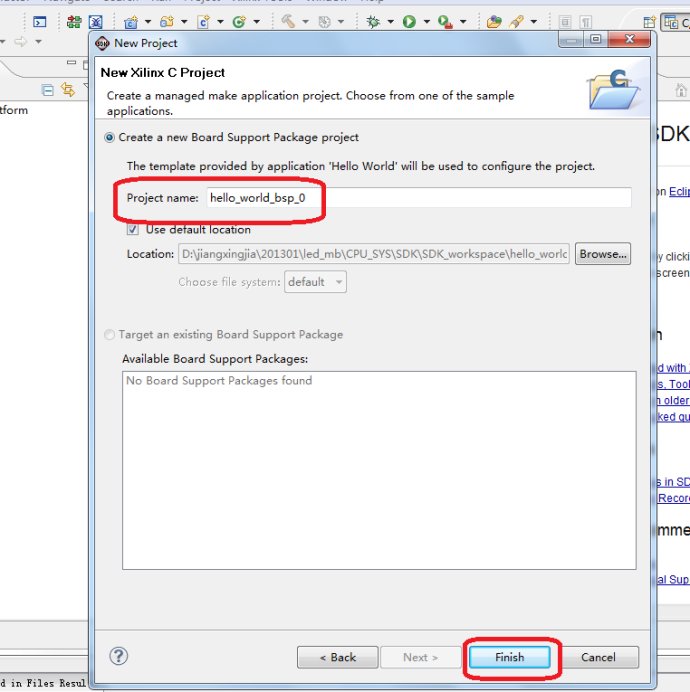 New Project
New Xilinx C Project
Create a managed make application project. Choose from one of the sample
applications.
Create a new Board Support Package project
The template provided by application 'Hello World' will be used to configure the project.
Project name: hello_world_bsp_0
Use default location
Location: D:\jiangxingjia\201301\led_mb\CPU_SYS\SDK\SDK_workspace\hello_worlc Browse...
Choose file system: default
Target an existing Board Support Package
Available Board Support Packages:
No Board Support Packages found
? < Back Next > Finish Cancel
tform
SDK
on Eclip
y clicki
screen
n
d with
s, Tool
n older
ked qu
s in SD
Recor
mme
al Sup
d in Files Resul